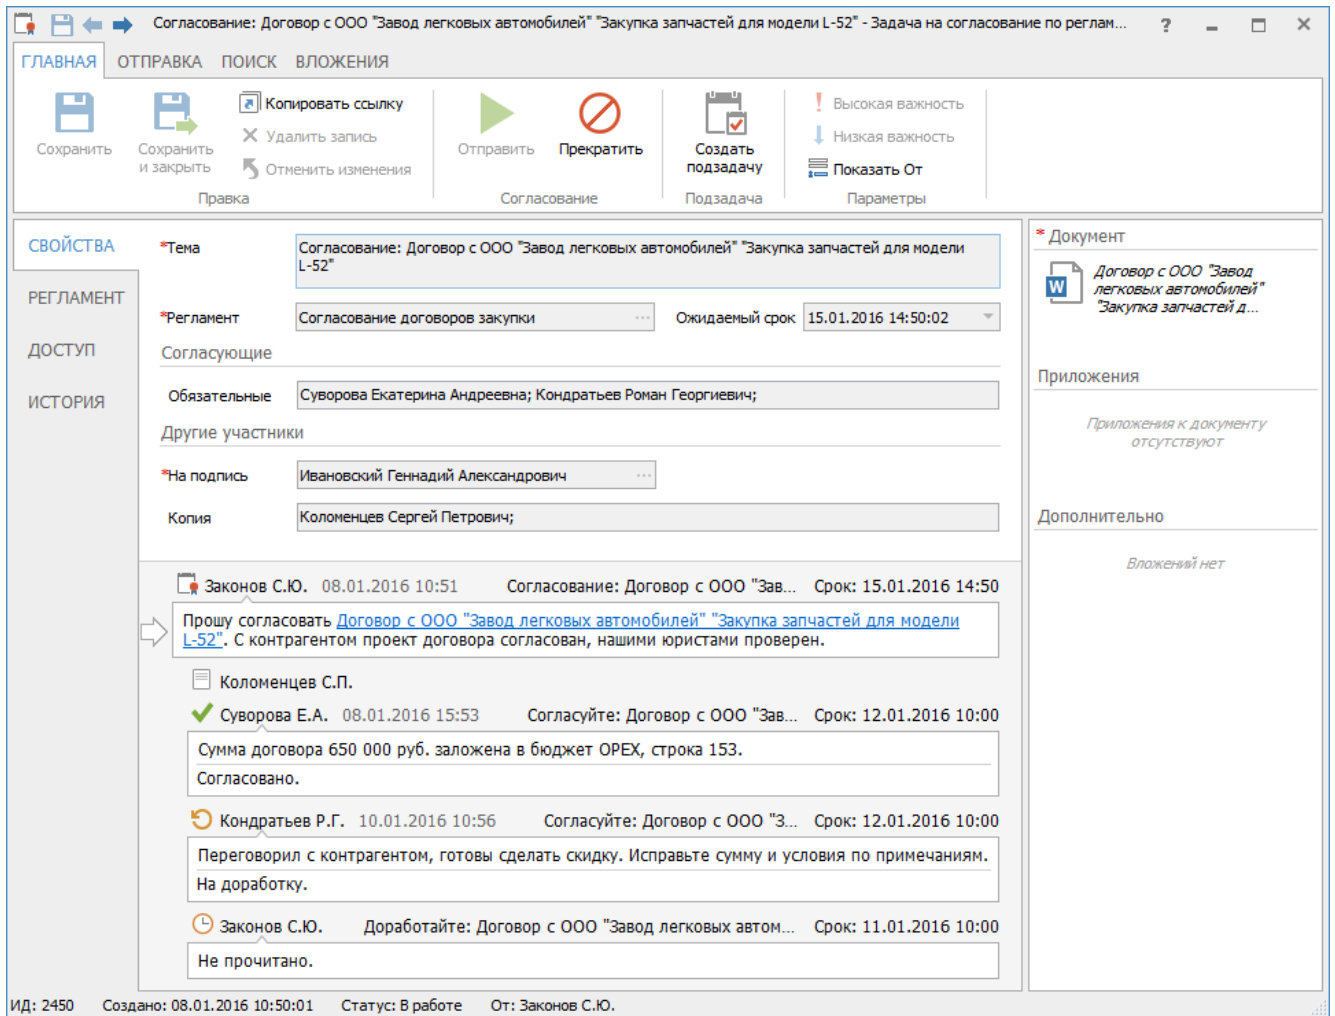 Согласование: Договор с ООО "Завод легковых автомобилей" "Закупка запчастей для модели L-52" - Задача на согласование по реглам...
ГЛАВНАЯ ОТПРАВКА ПОИСК ВЛОЖЕНИЯ
Сохранить
Сохранить
и закрыть
Копировать ссылку
Удалить запись
Отменить изменения
Правка
Отправить
Прекратить
Согласование
Создать
подзадачу
Подзадача
Высокая важность
Низкая важность
Показать От
Параметры
СВОЙСТВА
РЕГЛАМЕНТ
ДОСТУП
ИСТОРИЯ
*Тема
Согласование: Договор с ООО "Завод легковых автомобилей" "Закупка запчастей для модели
L-52"
*Регламент Согласование договоров закупки ... Ожидаемый срок 15.01.2016 14:50:02
Согласующие
Обязательные Суворова Екатерина Андреевна; Кондратьев Роман Георгиевич;
Другие участники
*На подпись Ивановский Геннадий Александрович ...
Копия Коломенцев Сергей Петрович;
Законов С.Ю. 08.01.2016 10:51 Согласование: Договор с ООО "Зав... Срок: 15.01.2016 14:50
Прошу согласовать Договор с ООО "Завод легковых автомобилей" "Закупка запчастей для модели
L-52". С контрагентом проект договора согласован, нашими юристами проверен.
Коломенцев С.П.
Суворова Е.А. 08.01.2016 15:53 Согласуйте: Договор с ООО "Зав... Срок: 12.01.2016 10:00
Сумма договора 650 000 руб. заложена в бюджет OPEX, строка 153.
Согласовано.
Кондратьев Р.Г. 10.01.2016 10:56 Согласуйте: Договор с ООО "З... Срок: 12.01.2016 10:00
Переговорил с контрагентом, готовы сделать скидку. Исправьте сумму и условия по примечаниям.
На доработку.
Законов С.Ю. Доработайте: Договор с ООО "Завод легковых автом... Срок: 11.01.2016 10:00
Не прочитано.
* Документ
Договор с ООО "Завод
легковых автомобилей"
"Закупка запчастей д...
Приложения
Приложения к документу
отсутствуют
Дополнительно
Вложений нет
ИД: 2450 Создано: 08.01.2016 10:50:01 Статус: В работе От: Законов С.Ю.